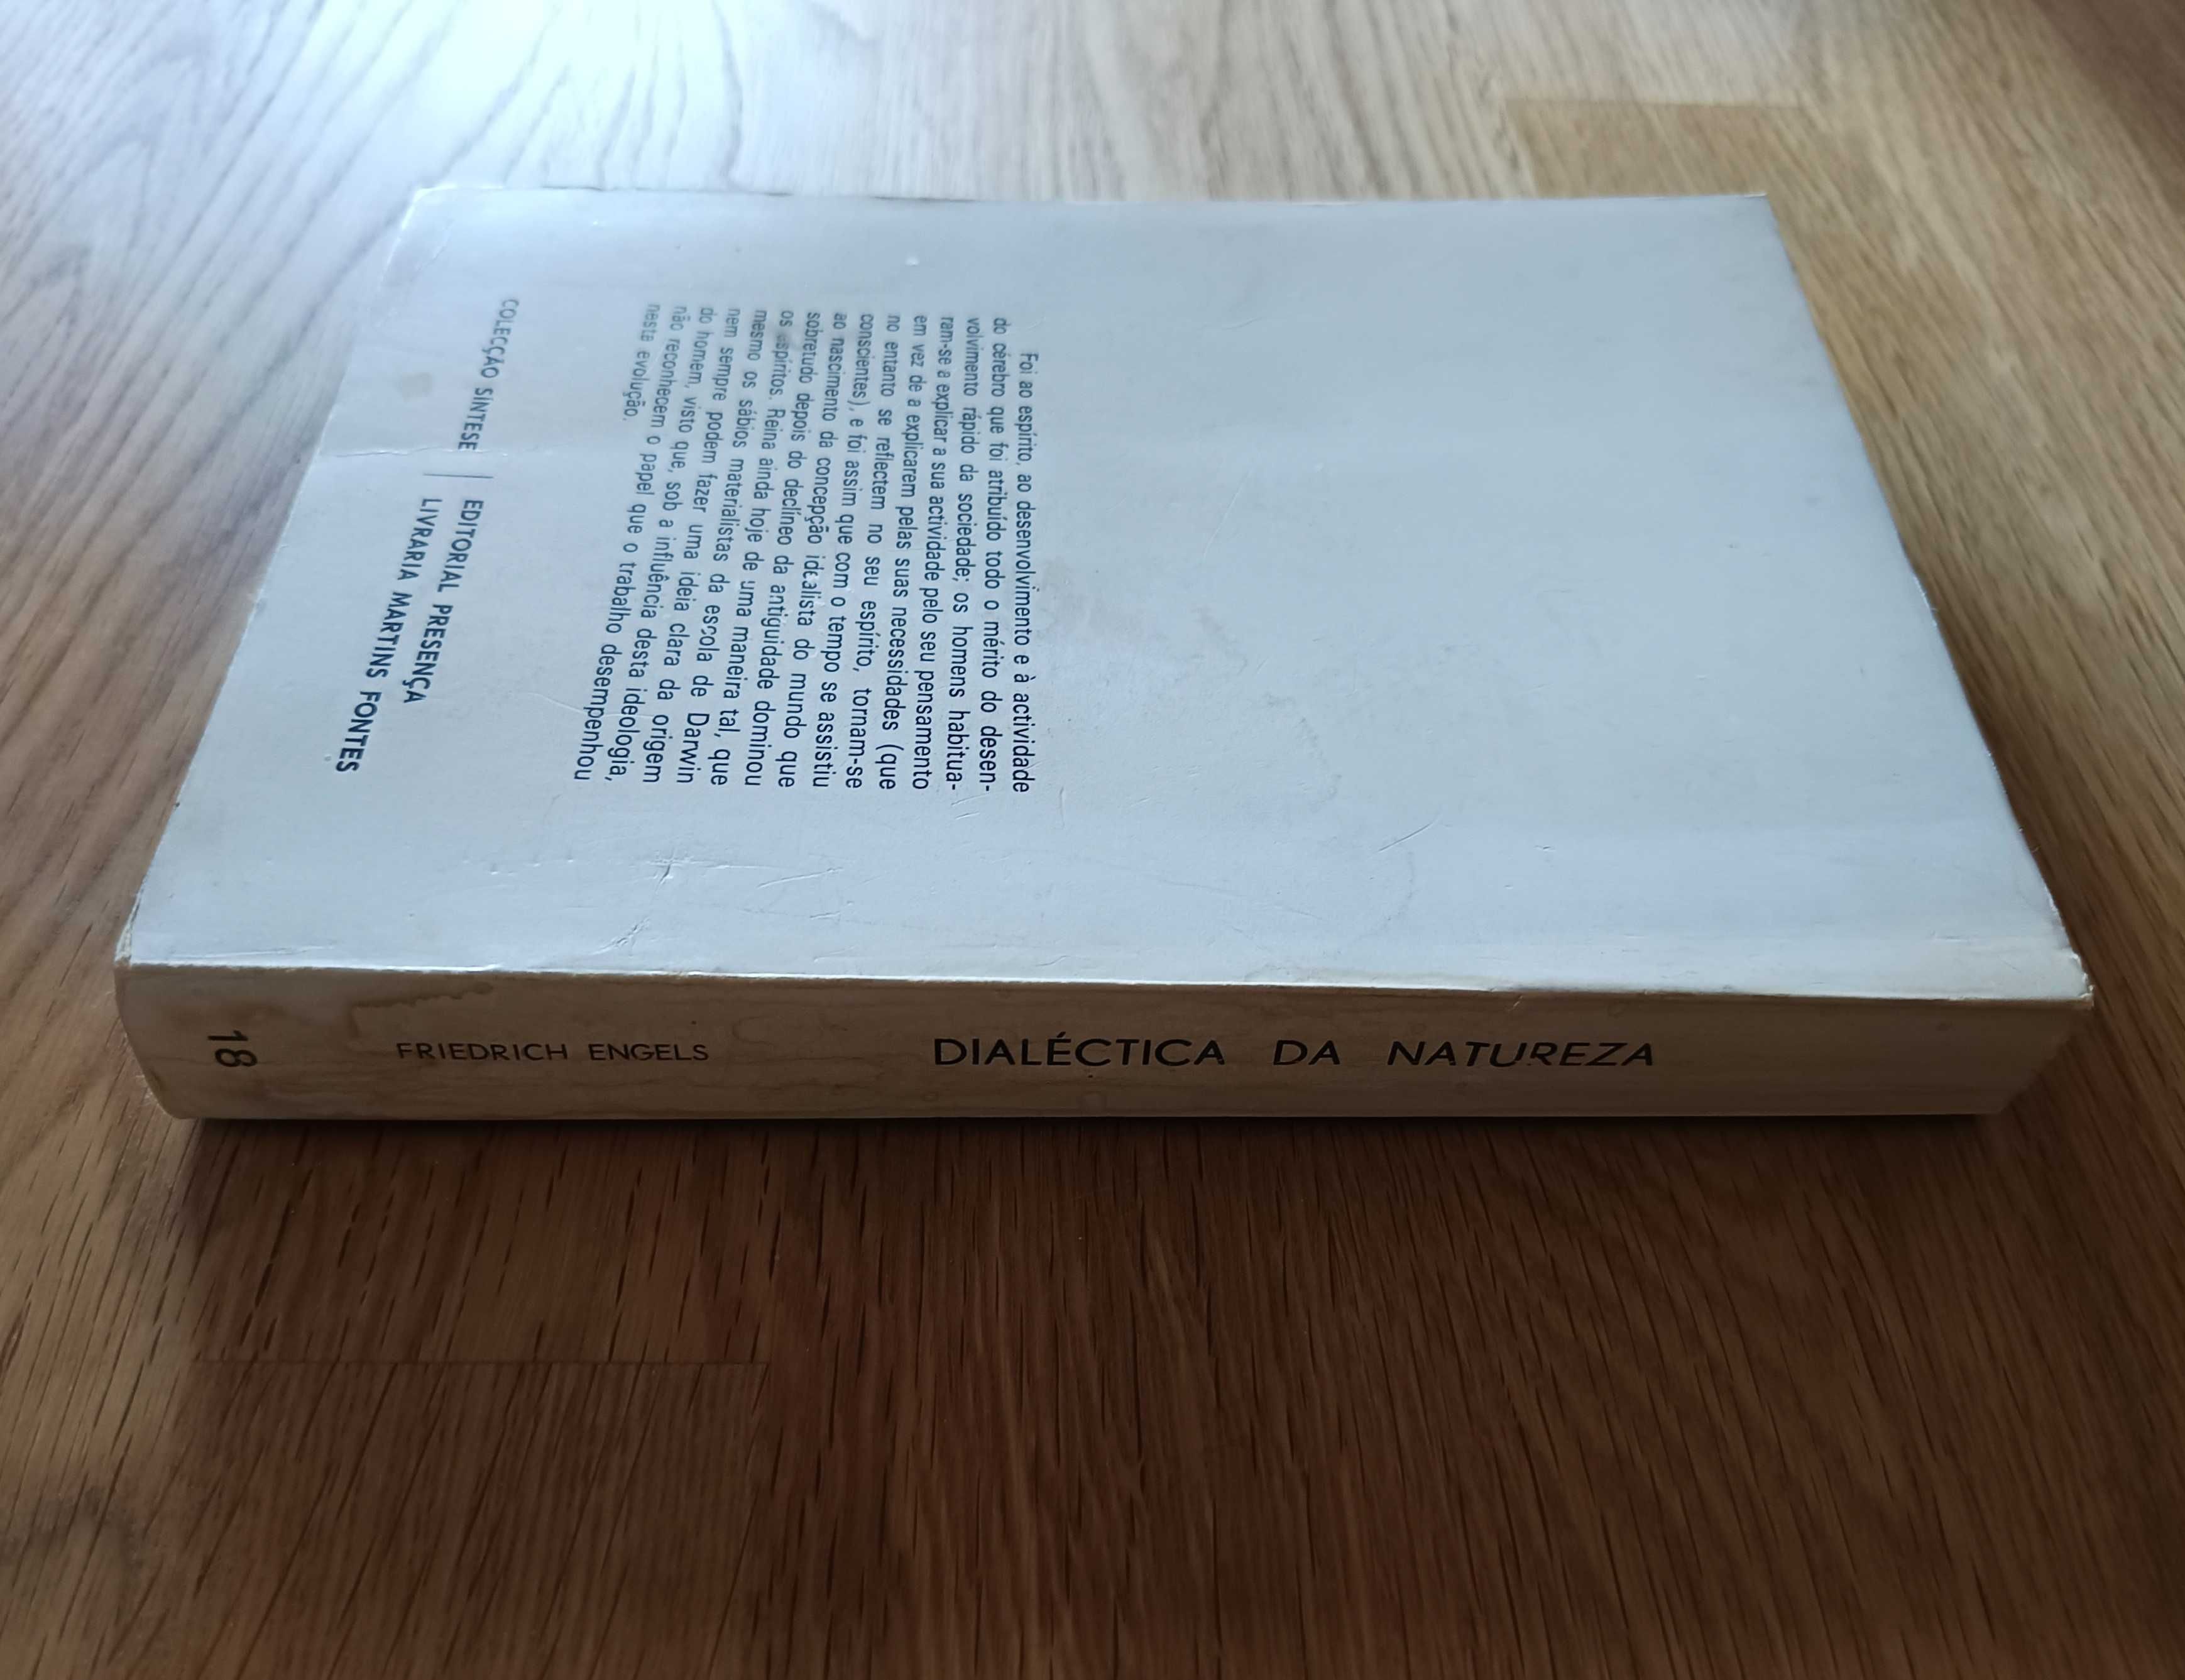 Foi ao espírito, ao desenvolvimento e à actividade
do cérebro que foi atribuído todo o mérito do desen-
volvimento rápido da sociedade; os homens habitua-
ram-se a explicar a sua actividade pelo seu pensamento
em vez de a explicarem pelas suas necessidades (que
no entanto se reflectem no seu espírito, tornam-se
conscientes), e foi assim que com o tempo se assistiu
ao nascimento da concepção idealista do mundo que
sobretudo depois do declíneo da antiguidade dominou
os espíritos. Reina ainda hoje de uma maneira tal, que
mesmo os sábios materialistas da escola de Darwin
nem sempre podem fazer uma ideia clara da origem
do homem, visto que, sob a influência desta ideologia,
não reconhecem o papel que o trabalho desempenhou
nesta evolução.
COLECÇÃO SÍNTESE | EDITORIAL PRESENÇA
LIVRARIA MARTINS FONTES
18 FRIEDRICH ENGELS DIALÉCTICA DA NATUREZA